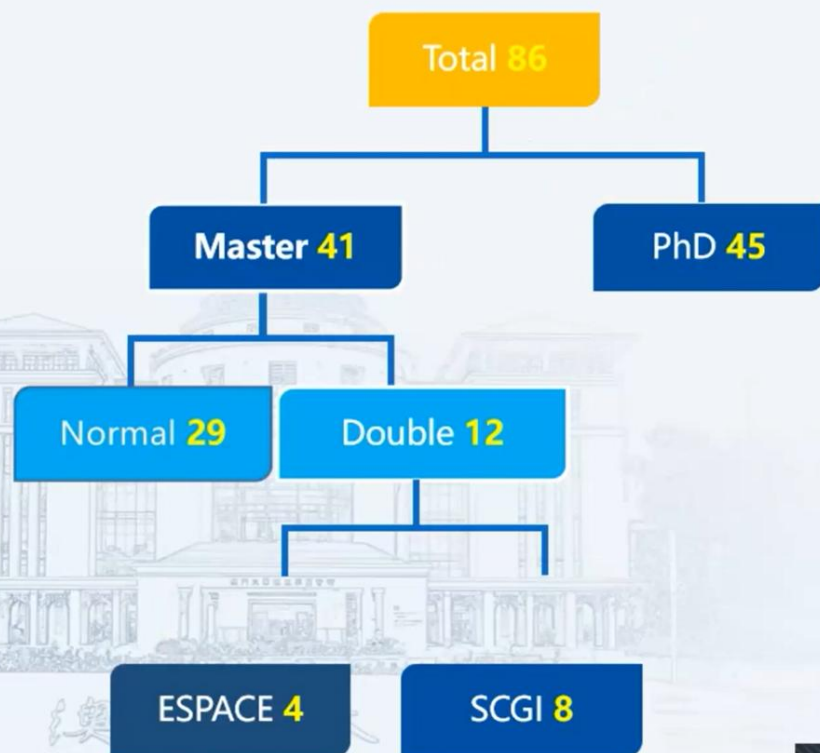 Total 86
Master 41
PhD 45
Normal 29
Double 12
ESPACE 4
SCGI 8